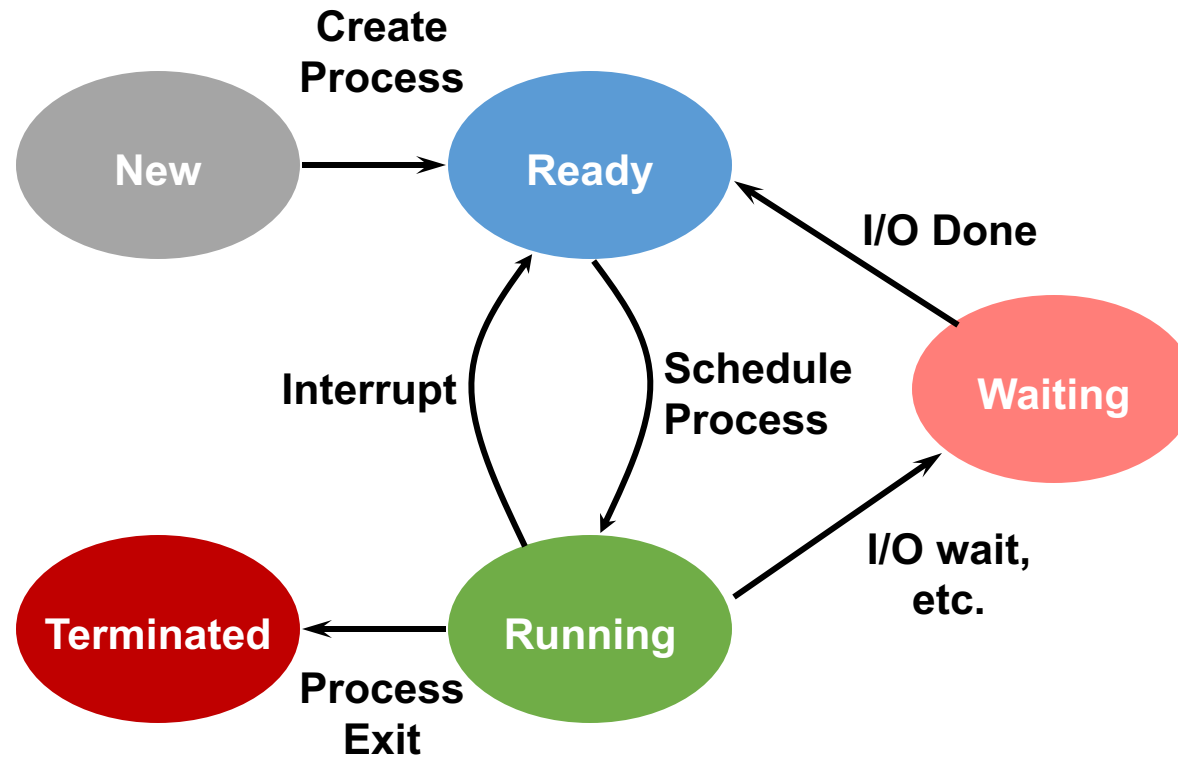 Create
Process
New
Ready
I/O Done
Interrupt
Schedule
Process
Waiting
I/O wait,
etc.
Terminated
Running
Process
Exit